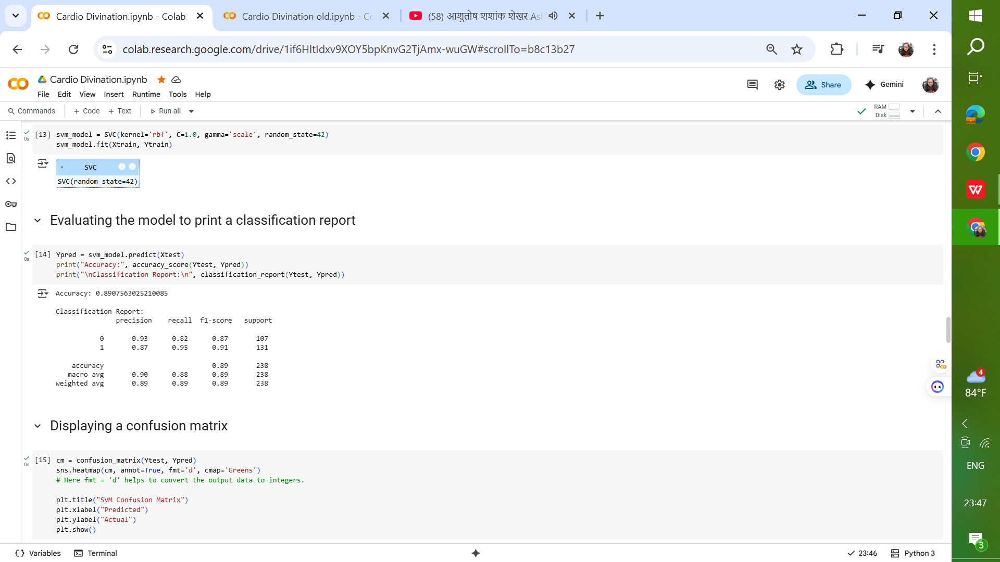 Cardio Divination.ipynb - Colab
Cardio Divination old.ipynb - Co
(58) आशुतोष शशांक शेखर As
colab.research.google.com/drive/1if6HltIdxv9XOY5bpKnvG2TjAmx-wuGW#scrollTo=b8c13b27
Cardio Divination.ipynb
File Edit View Insert Runtime Tools Help
Share
Gemini
Commands + Code + Text Run all
RAM
Disk
0s
[13] svm_model = SVC(kernel='rbf', C=1.0, gamma='scale', random_state=42)
svm_model.fit(Xtrain, Ytrain)
SVC i ?
SVC(random_state=42)
Evaluating the model to print a classification report
0s
[14] Ypred = svm_model.predict(Xtest)
print("Accuracy:", accuracy_score(Ytest, Ypred))
print("\nClassification Report:\n", classification_report(Ytest, Ypred))
Accuracy: 0.8907563025210085
Classification Report:
precision recall f1-score support
0 0.93 0.82 0.87 107
1 0.87 0.95 0.91 131
accuracy 0.89 238
macro avg 0.90 0.88 0.89 238
weighted avg 0.89 0.89 0.89 238
Displaying a confusion matrix
0s
[15] cm = confusion_matrix(Ytest, Ypred)
sns.heatmap(cm, annot=True, fmt='d', cmap='Greens')
# Here fmt = 'd' helps to convert the output data to integers.
plt.title("SVM Confusion Matrix")
plt.xlabel("Predicted")
plt.ylabel("Actual")
plt.show()
Variables Terminal
23:46 Python 3
4
84°F
ENG
23:47
3